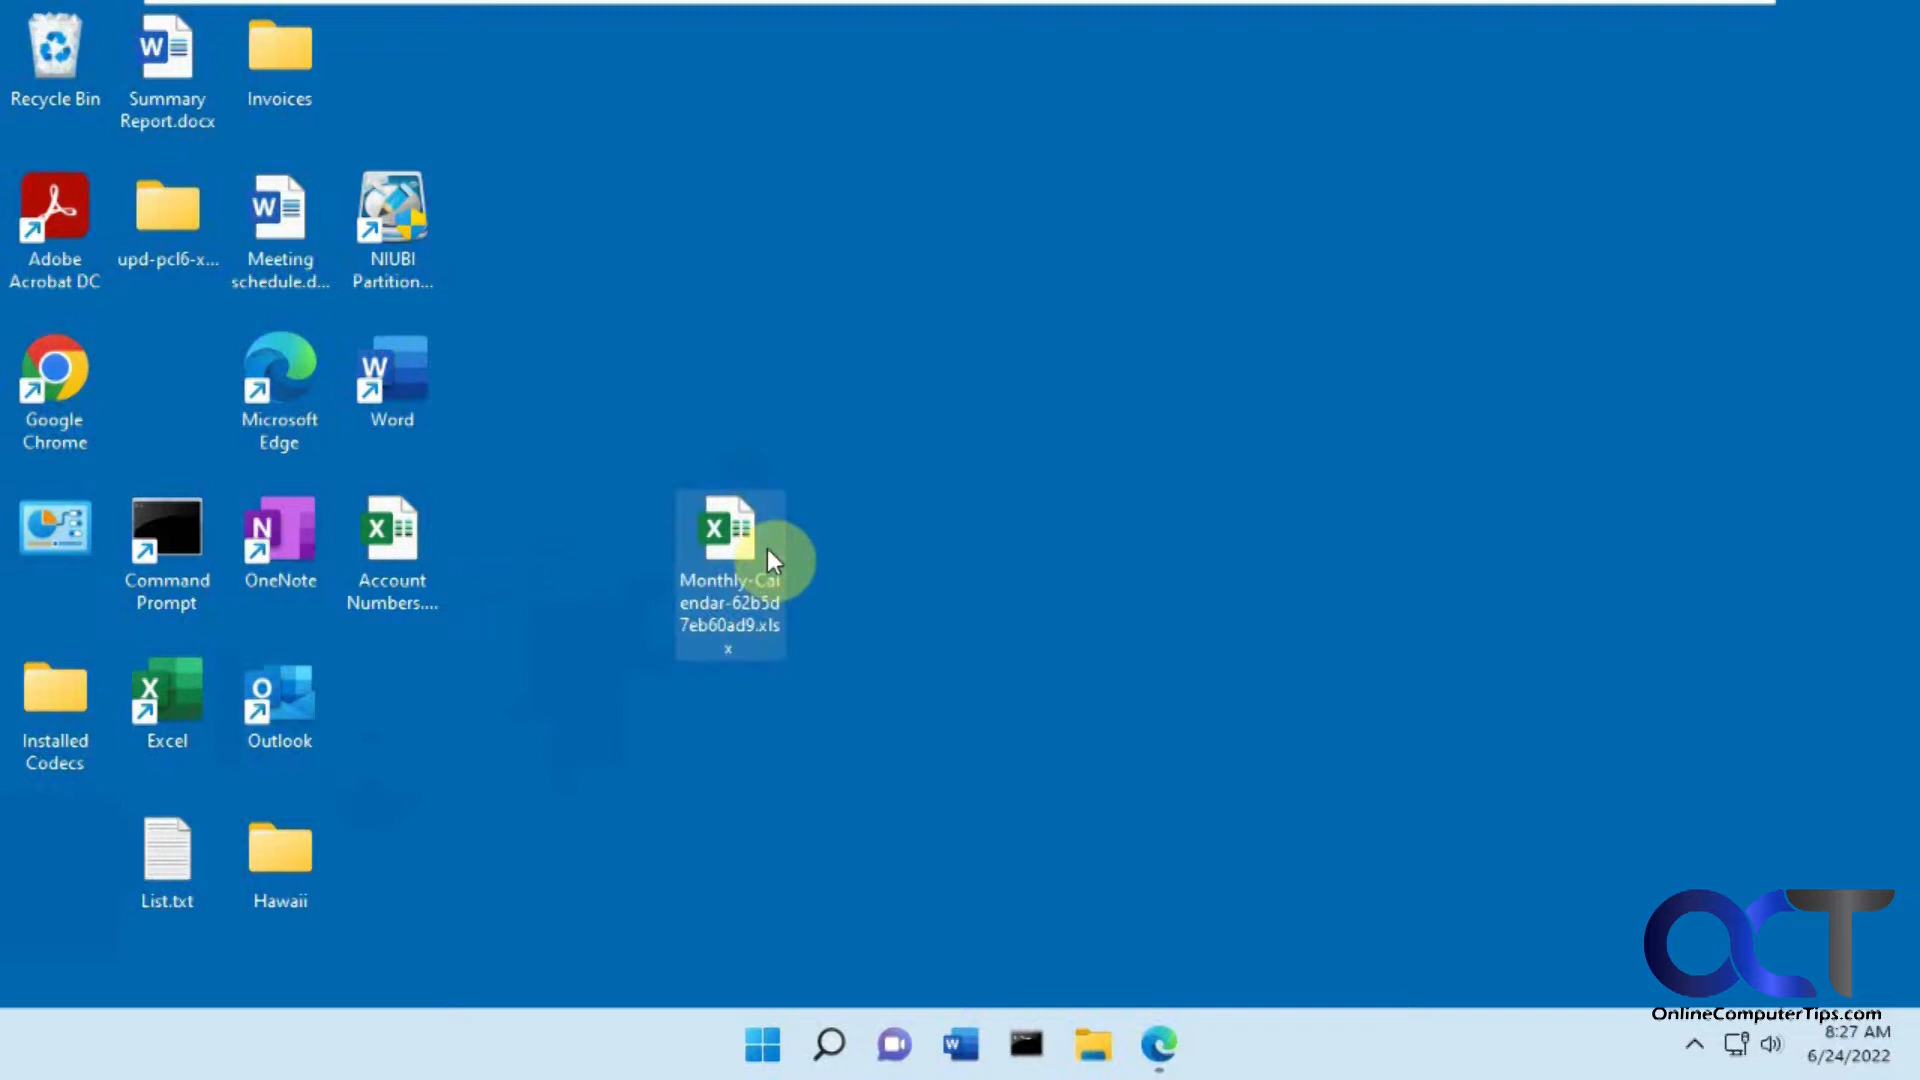 Recycle Bin
Summary
Report.docx
Invoices
Adobe
Acrobat DC
upd-pcl6-x...
Meeting
schedule.d...
NIUBI
Partition...
Google
Chrome
Microsoft
Edge
Word
Command
Prompt
OneNote
Account
Numbers....
Monthly-Cal
endar-62b5d
7eb60ad9.xls
x
Installed
Codecs
Excel
Outlook
List.txt
Hawaii
OCT
OnlineComputerTips.com
8:27 AM
6/24/2022